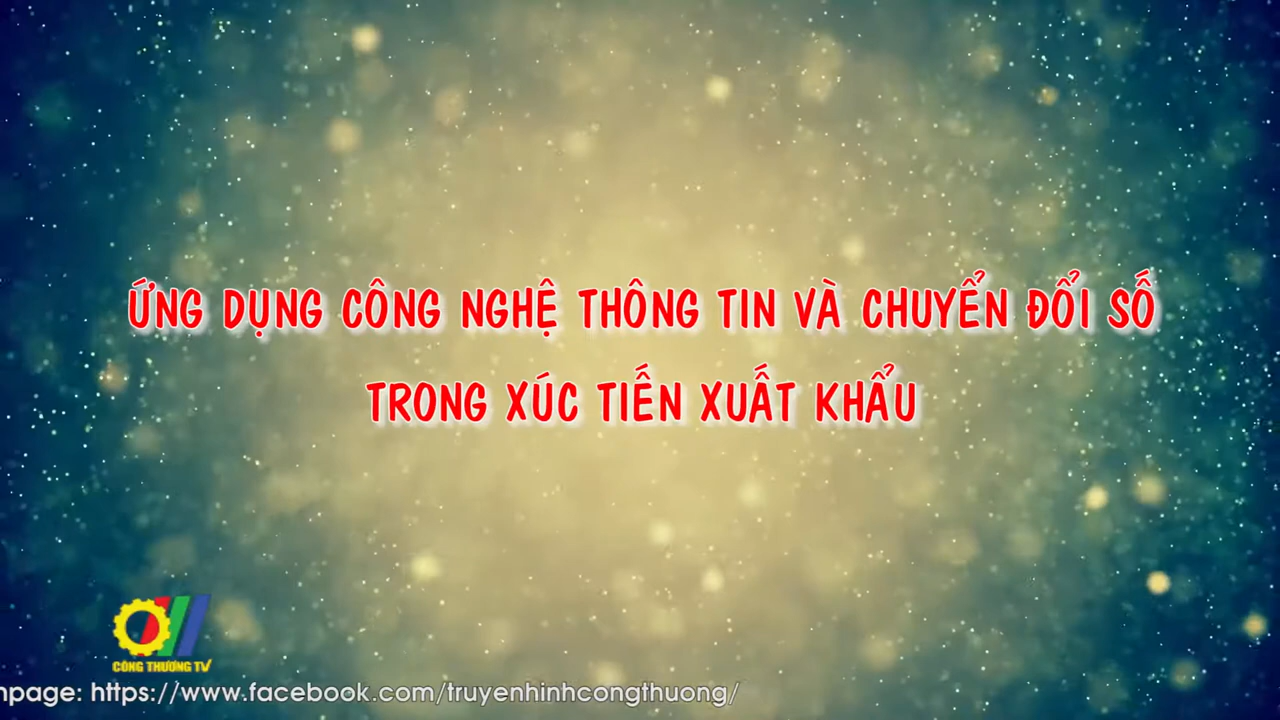 ỨNG DỤNG CÔNG NGHỆ THÔNG TIN VÀ CHUYỂN ĐỔI SỐ
TRONG XÚC TIẾN XUẤT KHẨU
CÔNG THƯƠNG TV
npage: https://www.facebook.com/truyenhinhcongthuong/